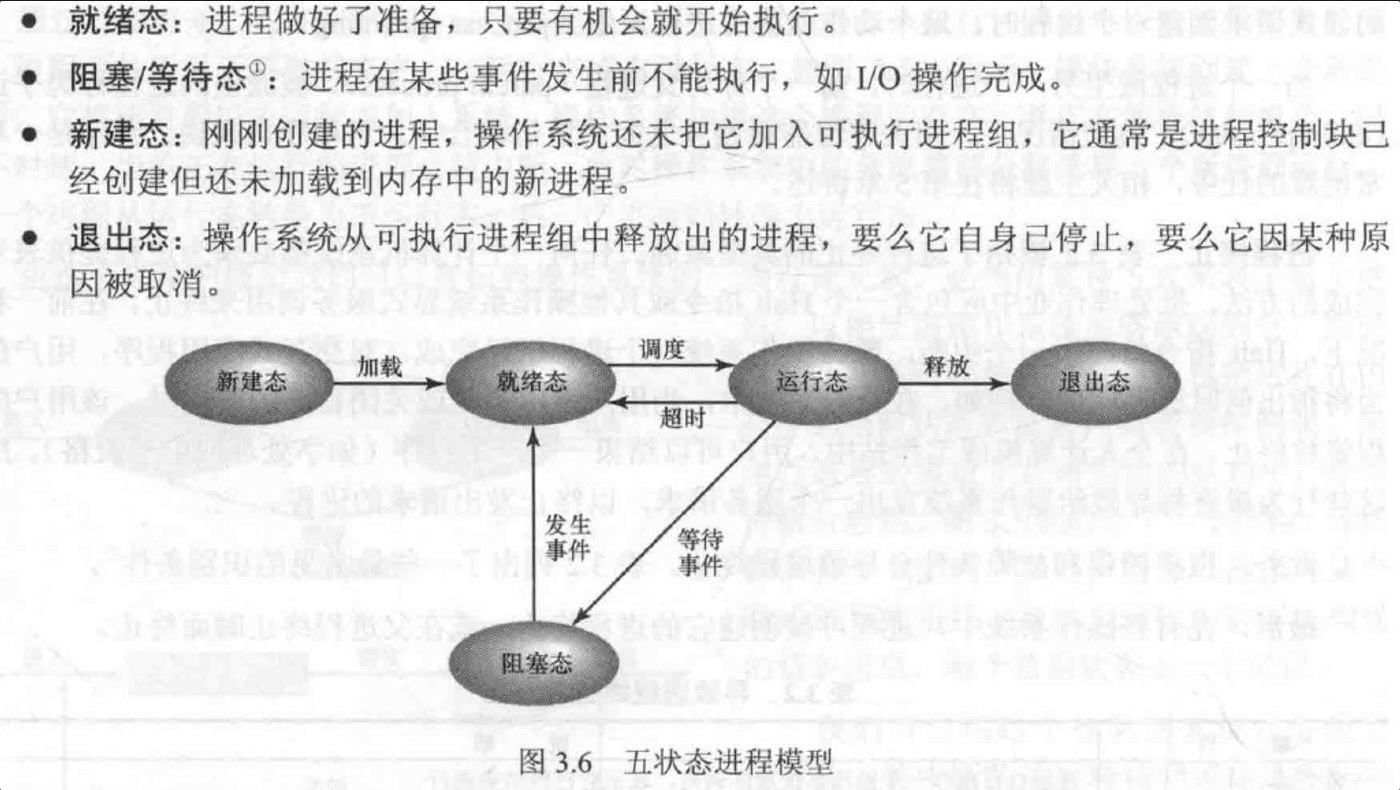 ● 就绪态：进程做好了准备，只要有机会就开始执行。
● 阻塞/等待态①：进程在某些事件发生前不能执行，如 I/O 操作完成。
● 新建态：刚刚创建的进程，操作系统还未把它加入可执行进程组，它通常是进程控制块已
经创建但还未加载到内存中的新进程。
● 退出态：操作系统从可执行进程组中释放出的进程，要么它自身已停止，要么它因某种原
因被取消。
新建态 加载 就绪态 调度 运行态 释放 退出态
超时
发生
事件
等待
事件
阻塞态
图 3.6 五状态进程模型